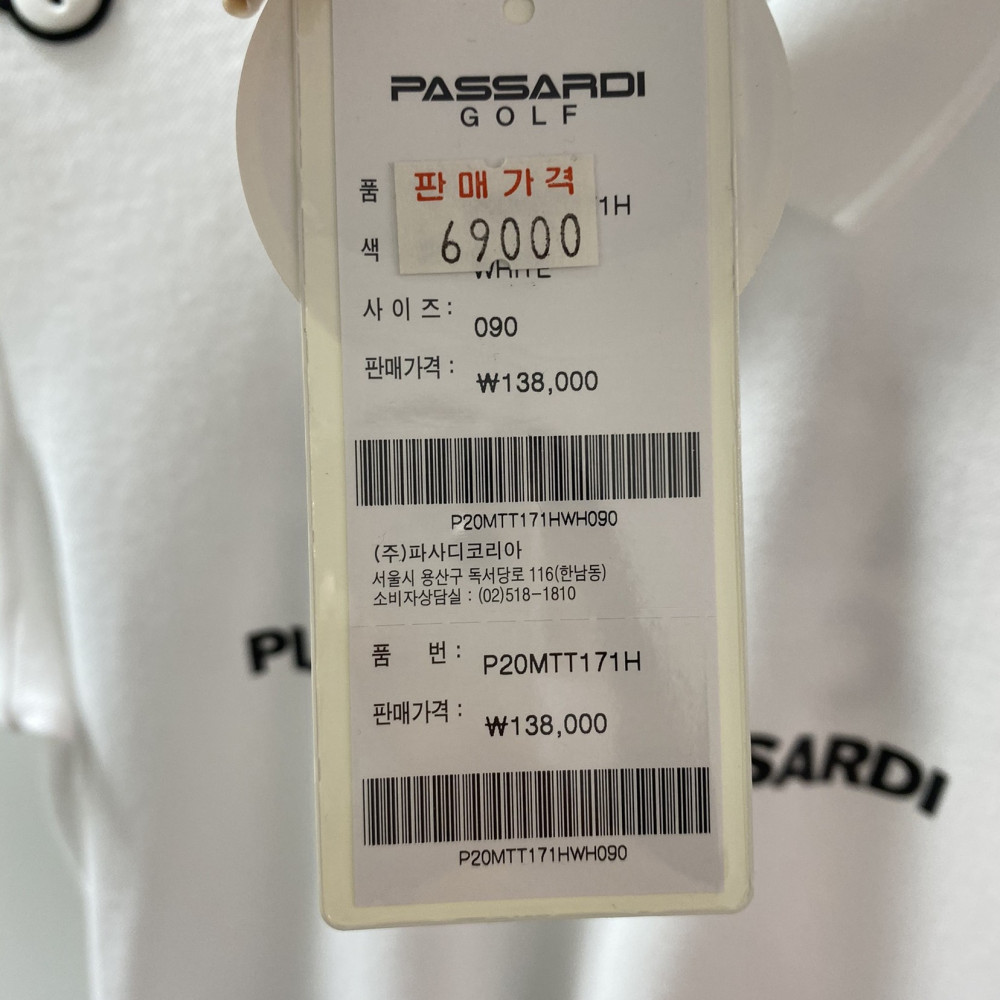 PASSARDI
GOLF
품
판매가격
1H
색
69000
WHITE
사이즈:
090
판매가격:
₩138,000
P20MTT171HWH090
(주)파사디코리아
서울시 용산구 독서당로 116(한남동)
소비자상담실 : (02)518-1810
품 번:
P20MTT171H
판매가격:
₩138,000
P20MTT171HWH090
PL
SARDI